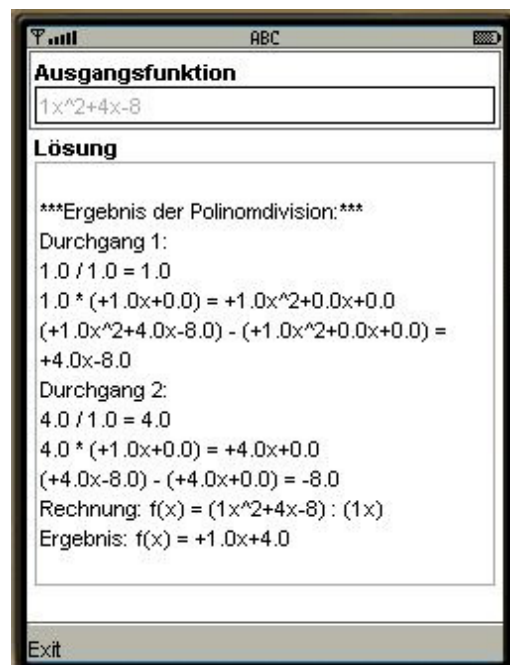 ABC
Ausgangsfunktion
1x^2+4x-8
Lösung
***Ergebnis der Polinomdivision:***
Durchgang 1:
1.0 / 1.0 = 1.0
1.0 * (+1.0x+0.0) = +1.0x^2+0.0x+0.0
(+1.0x^2+4.0x-8.0) - (+1.0x^2+0.0x+0.0) =
+4.0x-8.0
Durchgang 2:
4.0 / 1.0 = 4.0
4.0 * (+1.0x+0.0) = +4.0x+0.0
(+4.0x-8.0) - (+4.0x+0.0) = -8.0
Rechnung: f(x) = (1x^2+4x-8) : (1x)
Ergebnis: f(x) = +1.0x+4.0
Exit